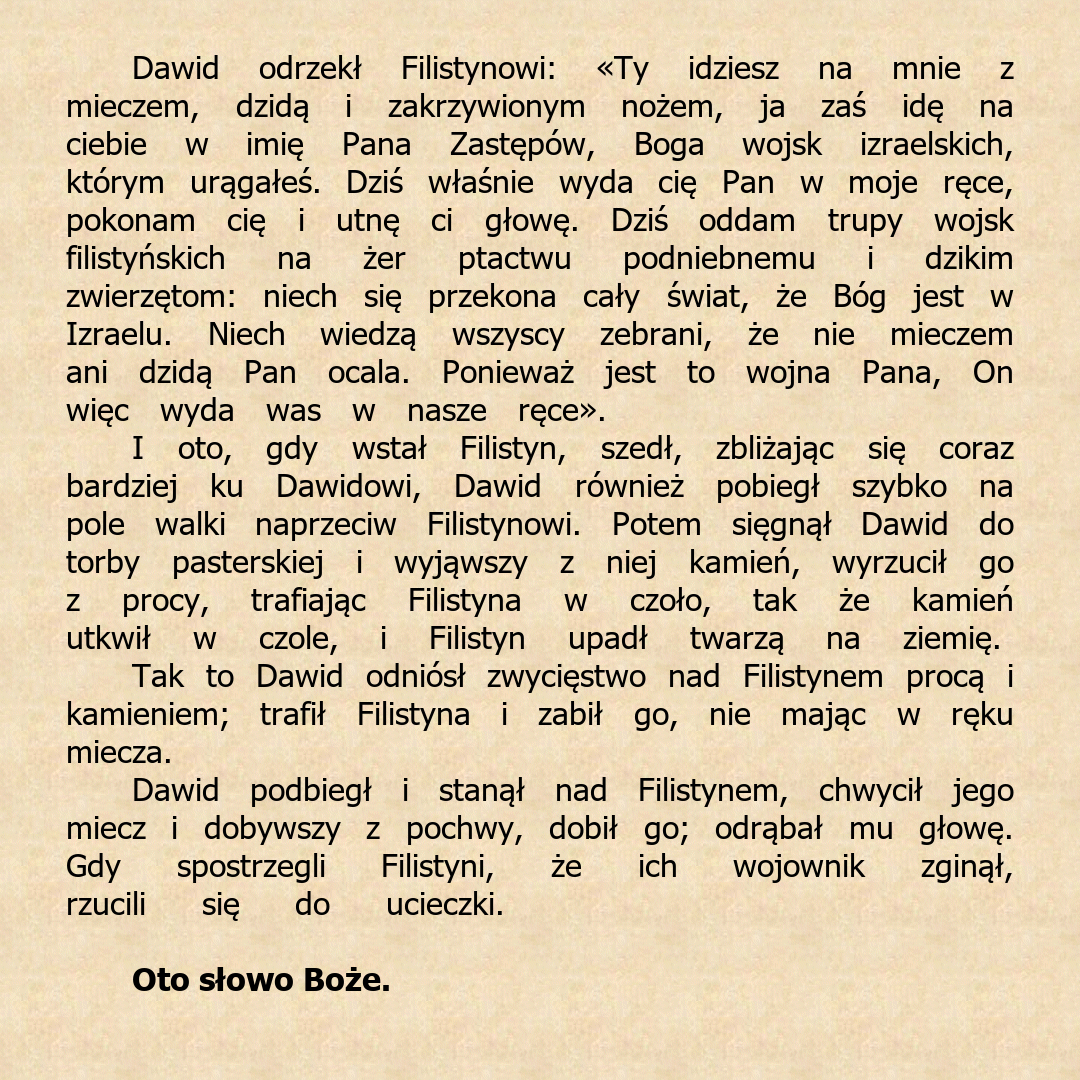 Dawid odrzekł Filistynowi: «Ty idziesz na mnie z
mieczem, dzidą i zakrzywionym nożem, ja zaś idę na
ciebie w imię Pana Zastępów, Boga wojsk izraelskich,
którym urągałeś. Dziś właśnie wyda cię Pan w moje ręce,
pokonam cię i utnę ci głowę. Dziś oddam trupy wojsk
filistyńskich na żer ptactwu podniebnemu i dzikim
zwierzętom: niech się przekona cały świat, że Bóg jest w
Izraelu. Niech wiedzą wszyscy zebrani, że nie mieczem
ani dzidą Pan ocala. Ponieważ jest to wojna Pana, On
więc wyda was w nasze ręce».
I oto, gdy wstał Filistyn, szedł, zbliżając się coraz
bardziej ku Dawidowi, Dawid również pobiegł szybko na
pole walki naprzeciw Filistynowi. Potem sięgnął Dawid do
torby pasterskiej i wyjąwszy z niej kamień, wyrzucił go
z procy, trafiając Filistyna w czoło, tak że kamień
utkwił w czole, i Filistyn upadł twarzą na ziemię.
Tak to Dawid odniósł zwycięstwo nad Filistynem procą i
kamieniem; trafił Filistyna i zabił go, nie mając w ręku
miecza.
Dawid podbiegł i stanął nad Filistynem, chwycił jego
miecz i dobywszy z pochwy, dobił go; odrąbał mu głowę.
Gdy spostrzegli Filistyni, że ich wojownik zginął,
rzucili się do ucieczki.
Oto słowo Boże.